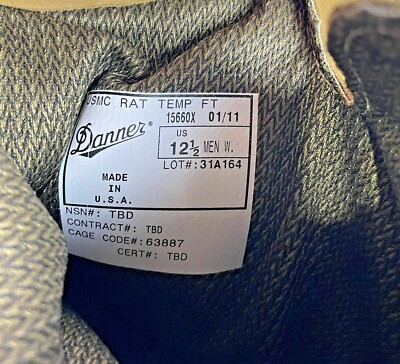 USMC RAT TEMP FT
15660X 01/11
Danner®
US
12½ MEN W.
LOT#: 31A164
MADE
IN
U.S.A.
NSN#: TBD
CONTRACT#: TBD
CAGE CODE#: 63887
CERT#: TBD